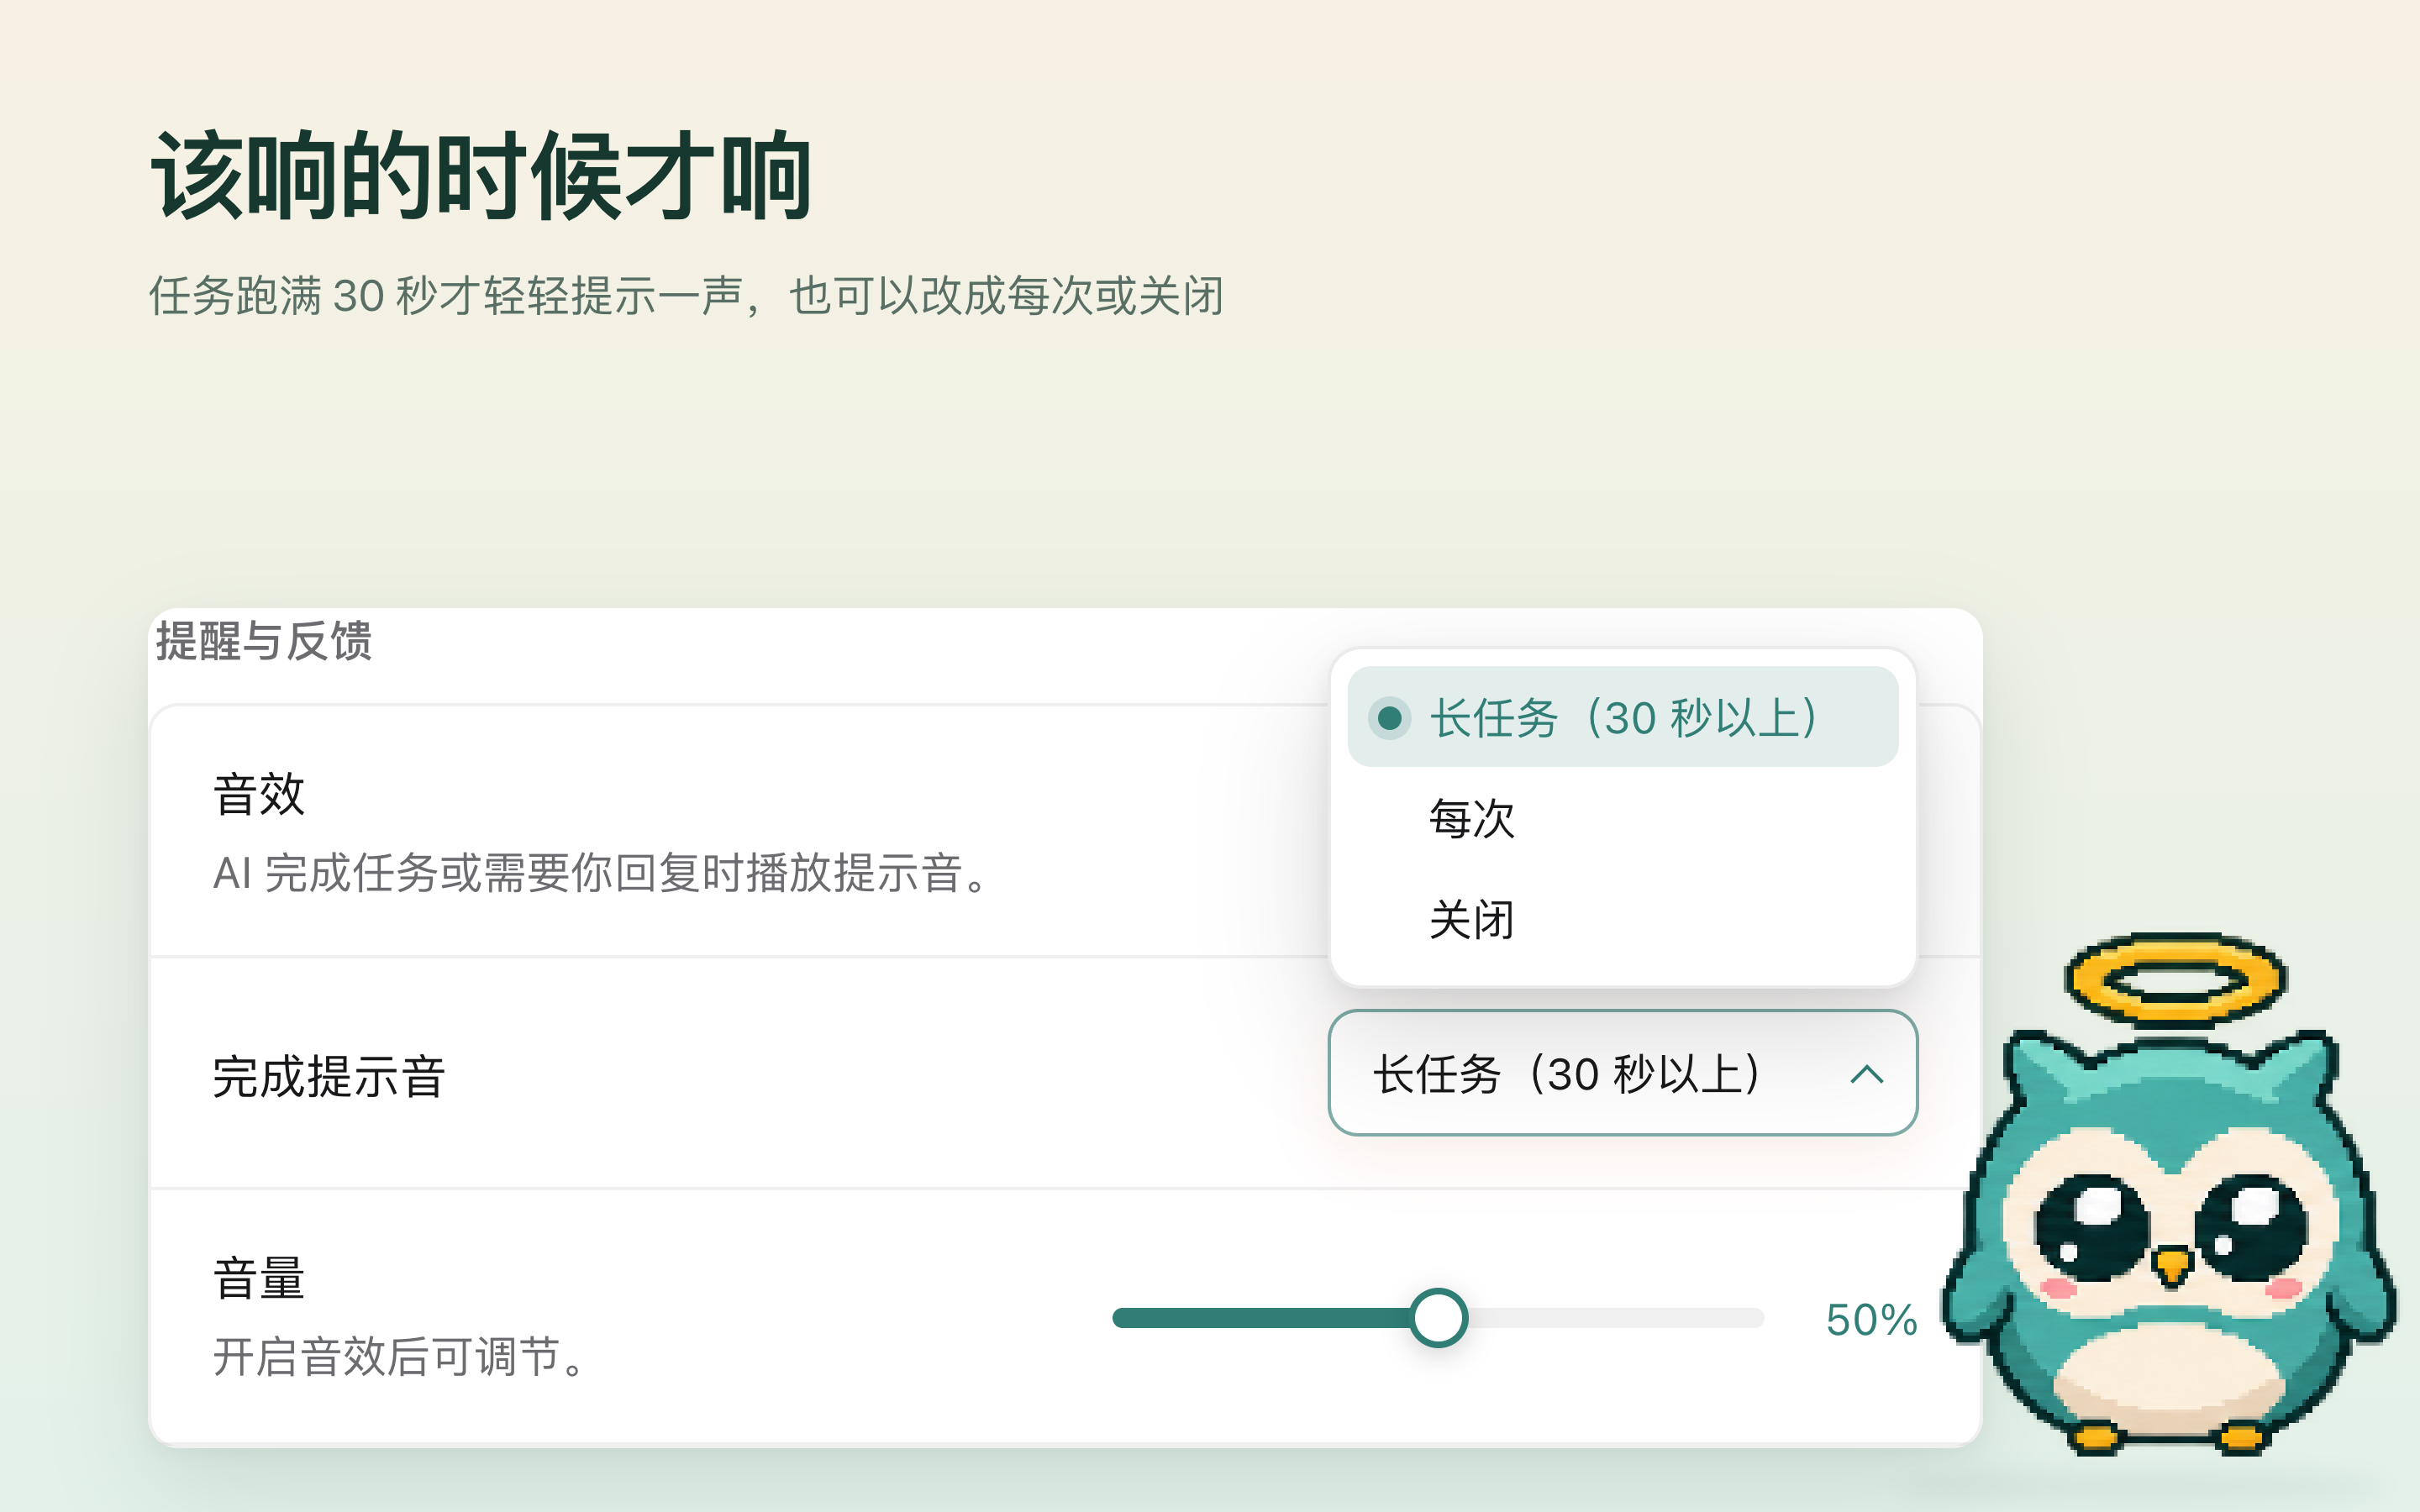 该响的时候才响
任务跑满 30 秒才轻轻提示一声，也可以改成每次或关闭
提醒与反馈
音效
AI 完成任务或需要你回复时播放提示音。
长任务（30 秒以上）
每次
关闭
完成提示音
长任务（30 秒以上）
音量
开启音效后可调节。
50%